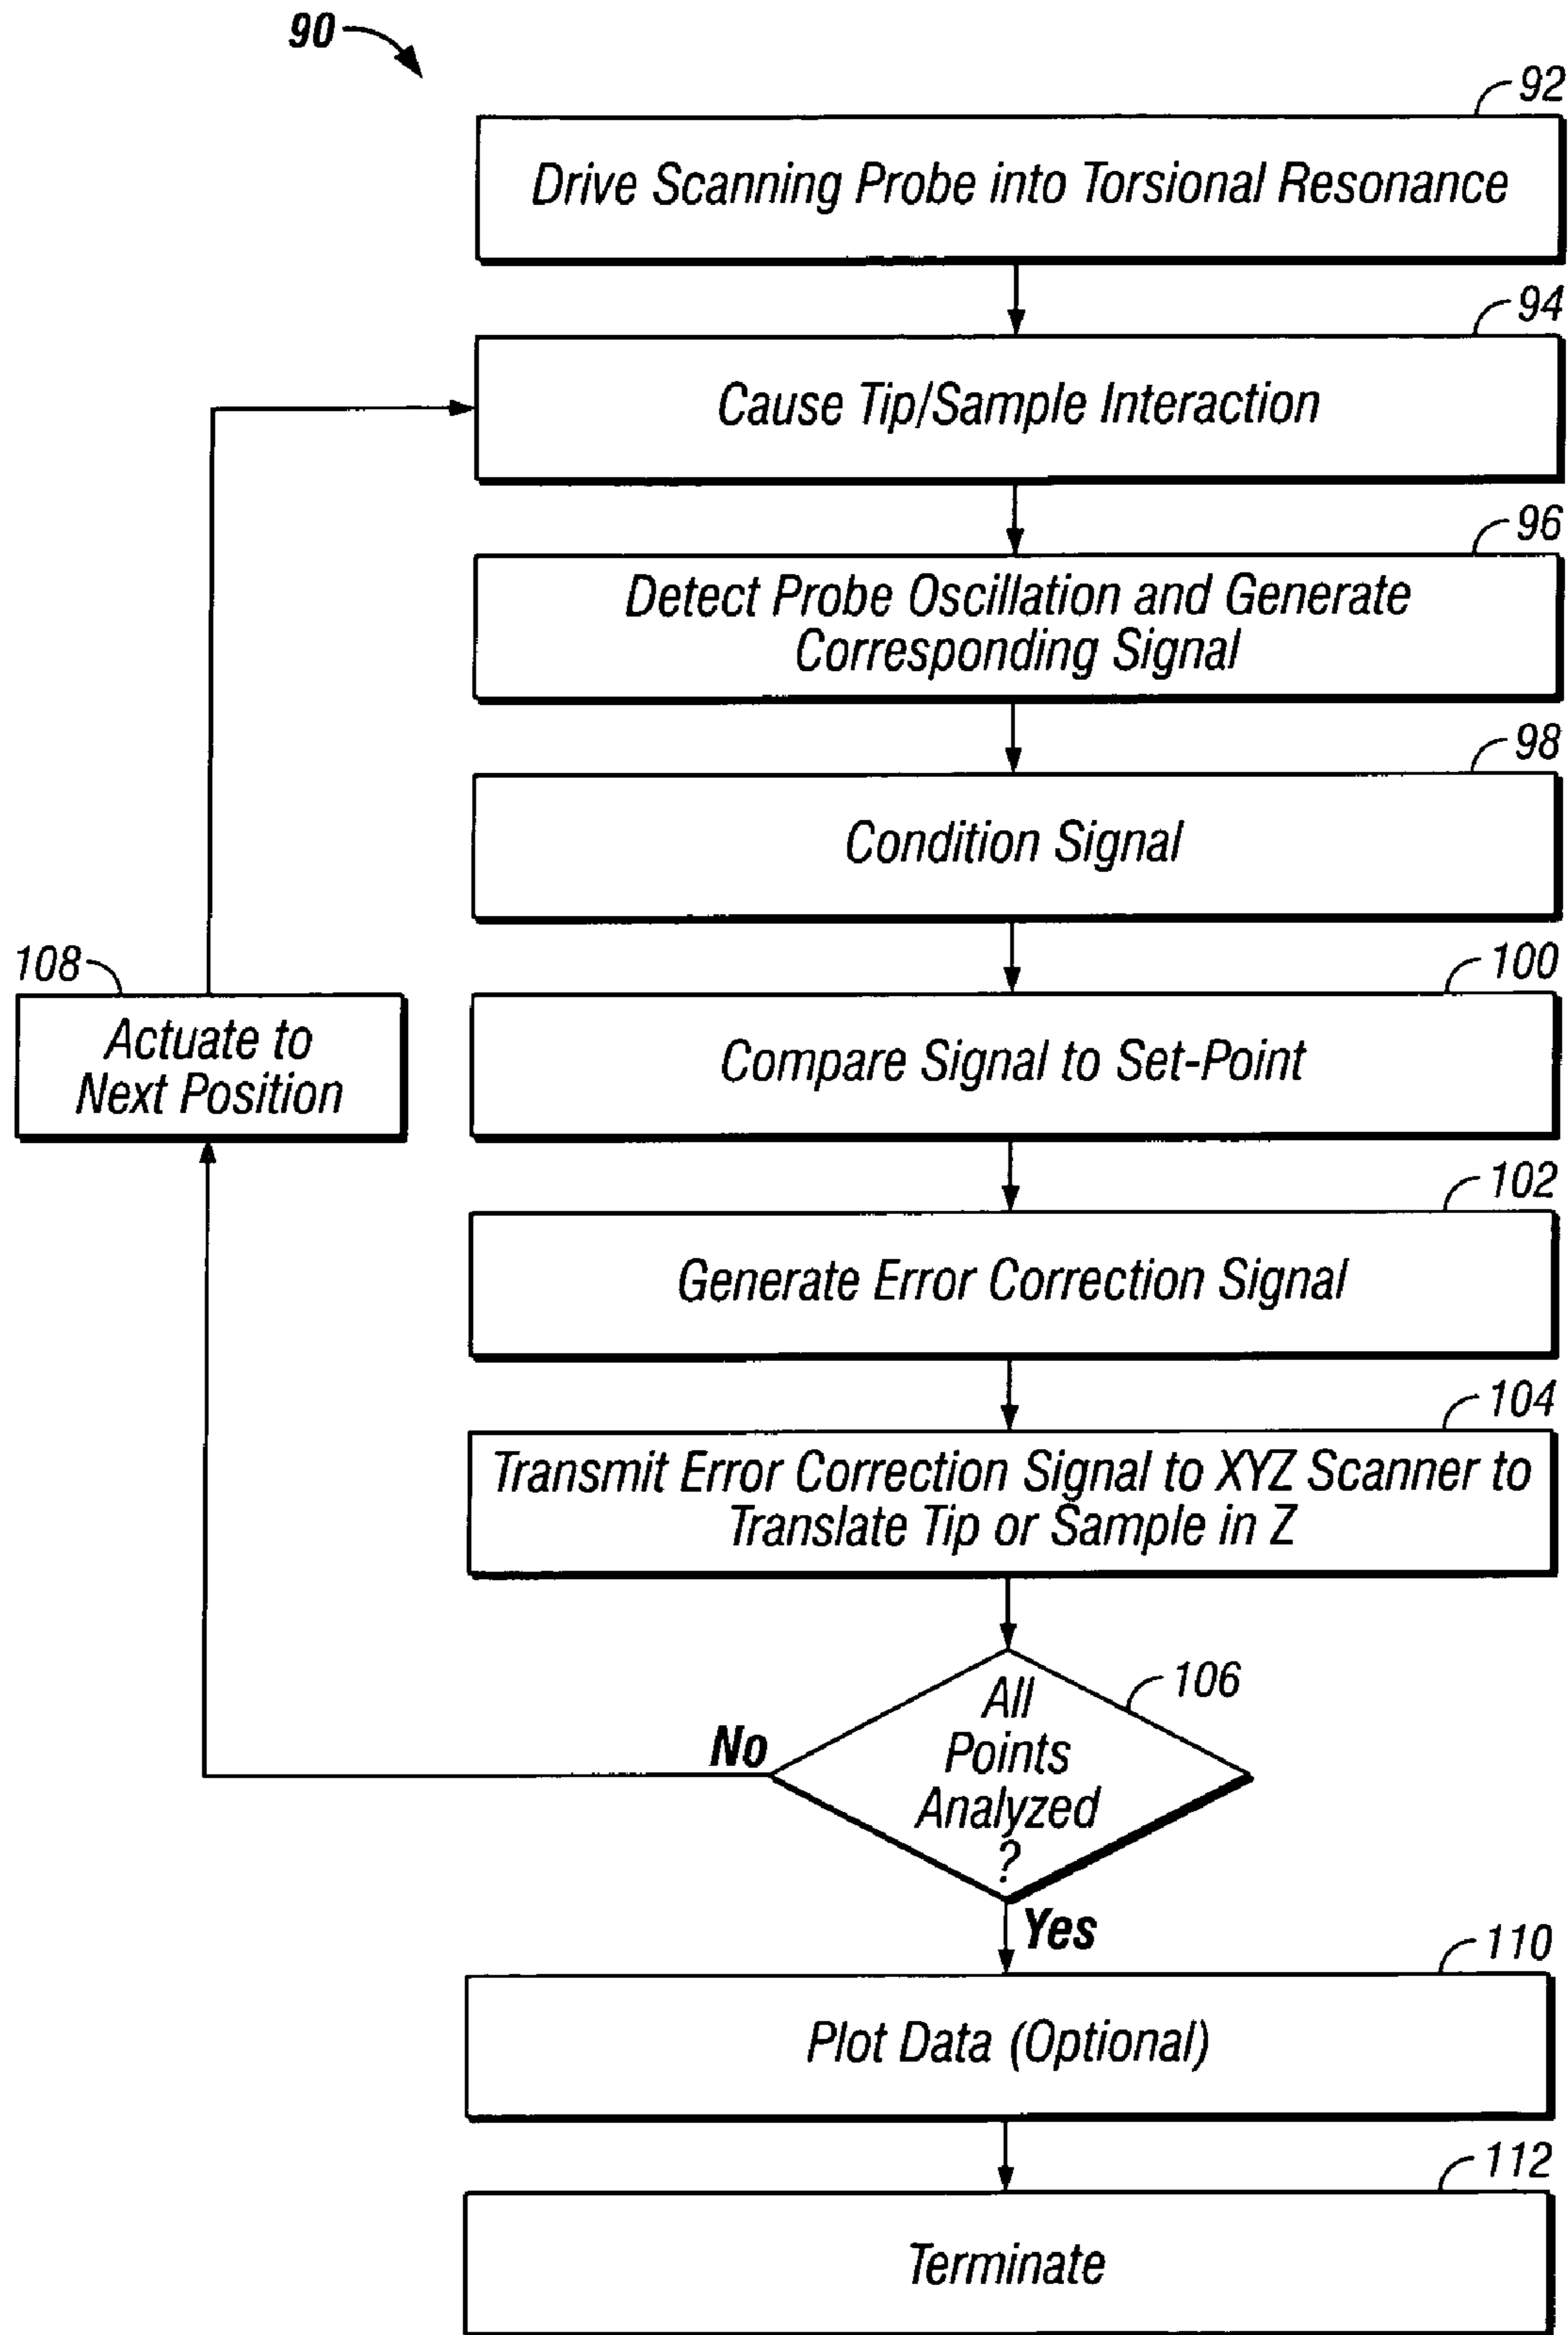 90
92
Drive Scanning Probe into Torsional Resonance
94
Cause Tip/Sample Interaction
96
Detect Probe Oscillation and Generate
Corresponding Signal
98
Condition Signal
108
Actuate to
Next Position
100
Compare Signal to Set-Point
102
Generate Error Correction Signal
104
Transmit Error Correction Signal to XYZ Scanner to
Translate Tip or Sample in Z
106
All
Points
Analyzed
?
No
Yes
110
Plot Data (Optional)
112
Terminate